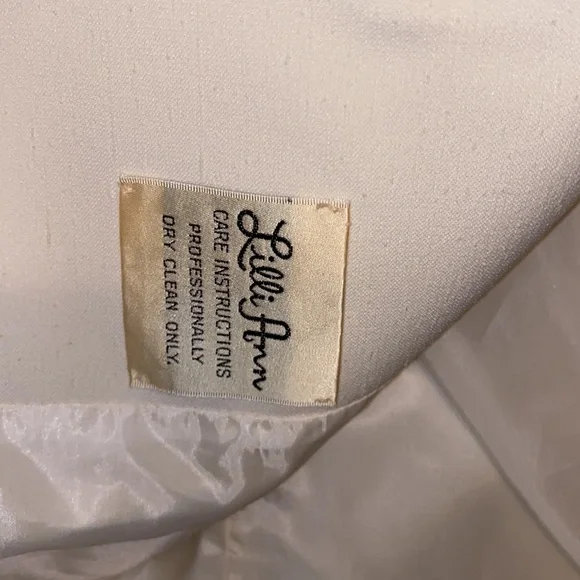 Lilli Ann
CARE INSTRUCTIONS
PROFESSIONALLY
DRY CLEAN ONLY.